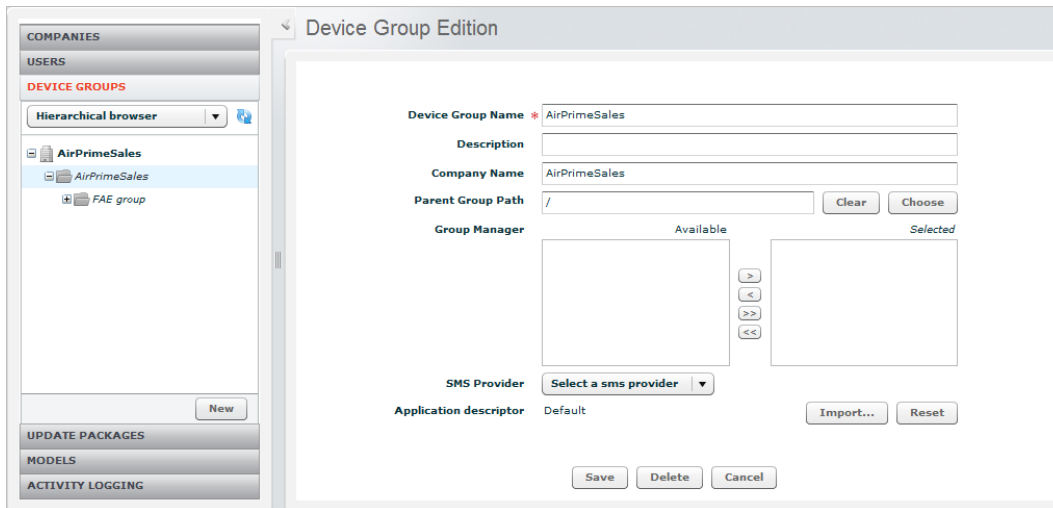 COMPANIES
USERS
DEVICE GROUPS
Hierarchical browser
AirPrimeSales
AirPrimeSales
FAE group
New
UPDATE PACKAGES
MODELS
ACTIVITY LOGGING
Device Group Edition
Device Group Name * AirPrimeSales
Description
Company Name AirPrimeSales
Parent Group Path / Clear Choose
Group Manager Available Selected
>
<
>>
<<
SMS Provider Select a sms provider
Application descriptor Default Import... Reset
Save Delete Cancel